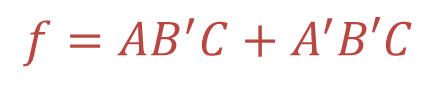 f = AB′C + A′B′C